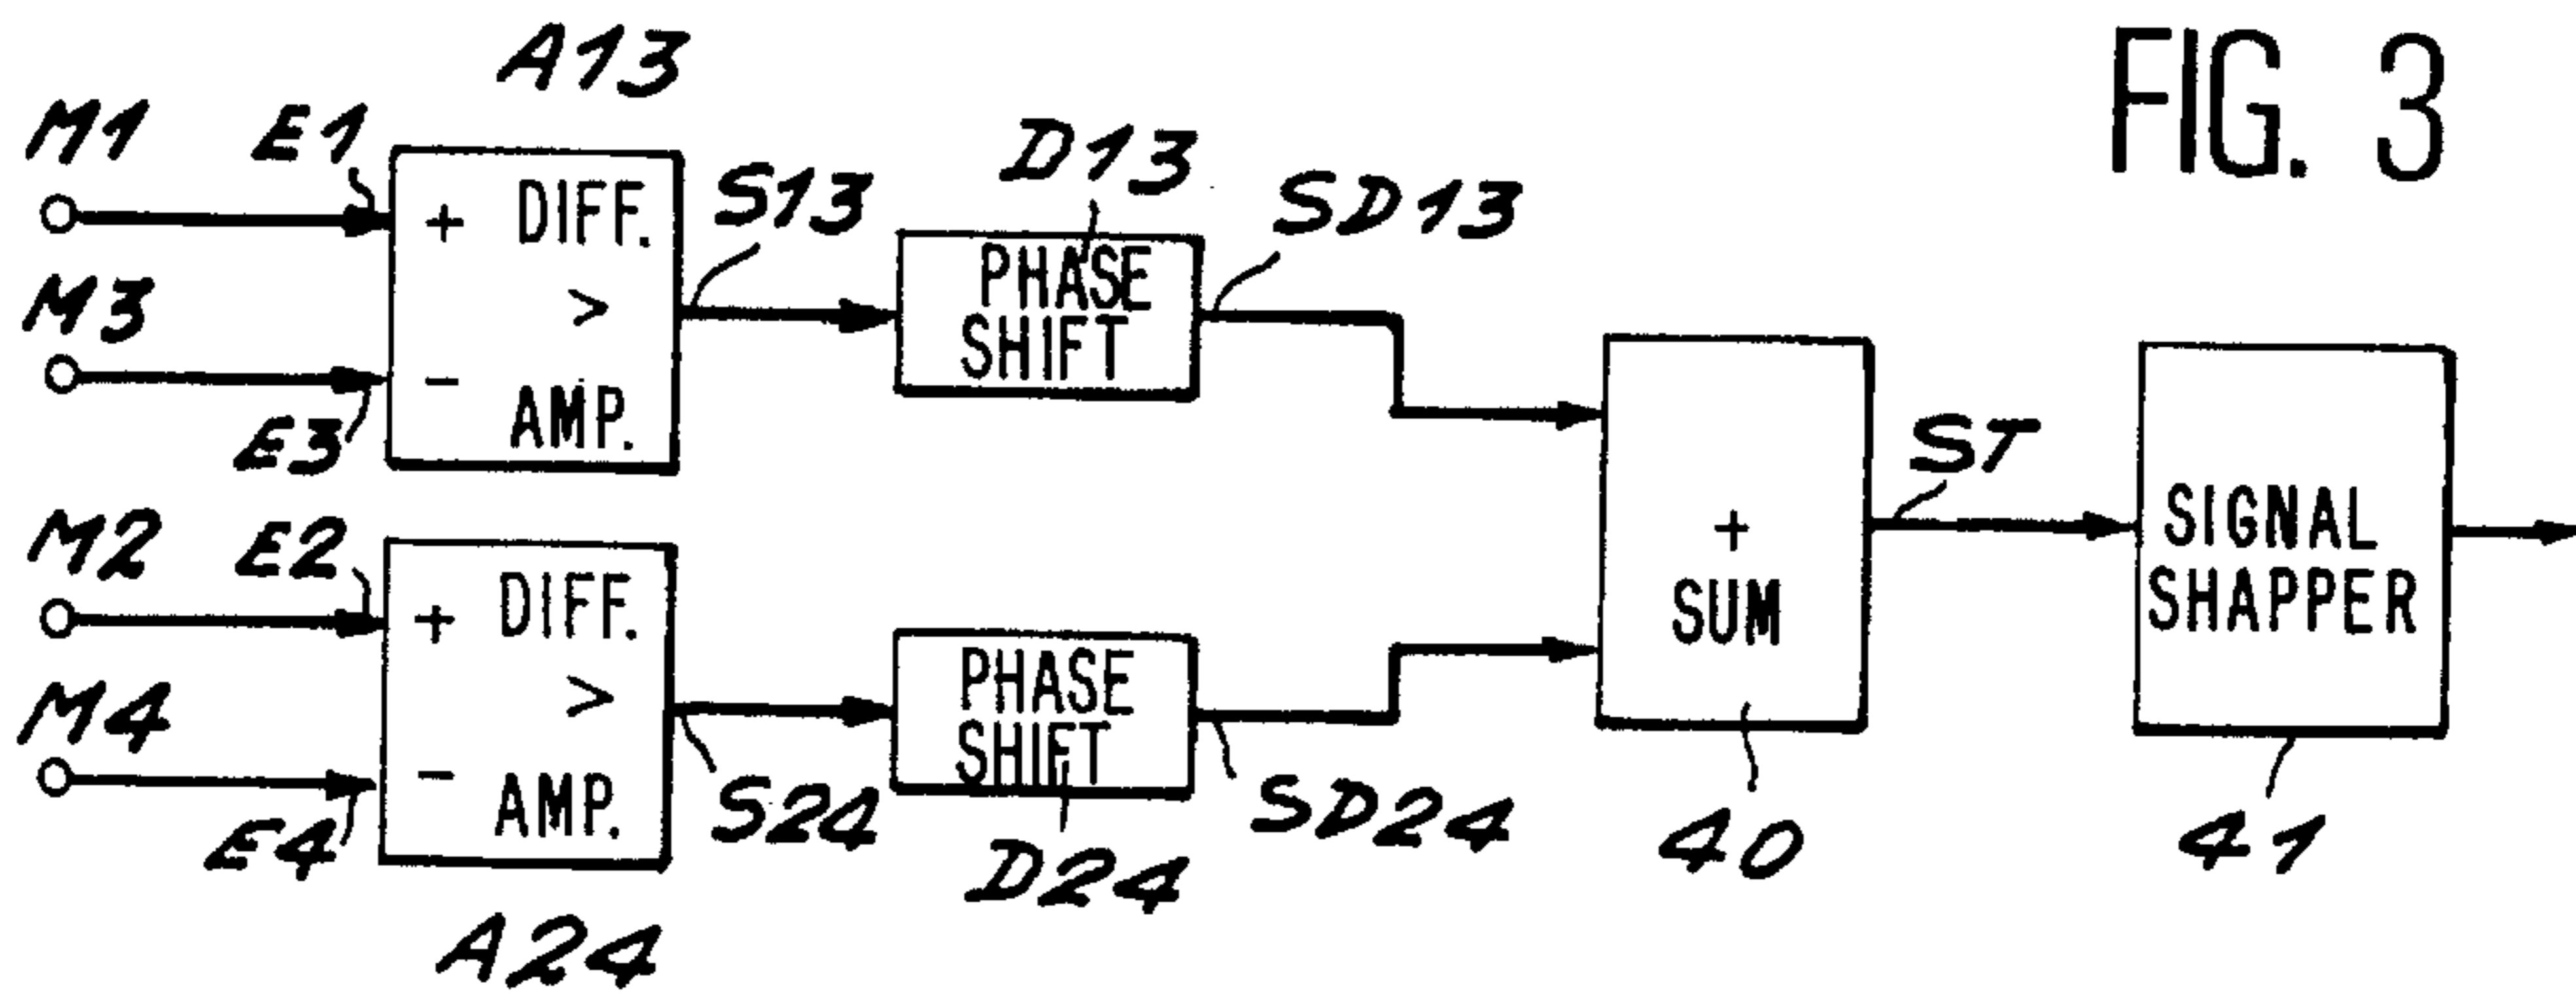 FIG. 3
A13
M1
E1
+ DIFF.
>
- AMP.
M3
E3
S13
D13
PHASE
SHIFT
SD13
M2
E2
+ DIFF.
>
- AMP.
M4
E4
A24
S24
PHASE
SHIFT
D24
SD24
+
SUM
40
ST
SIGNAL
SHAPPER
41